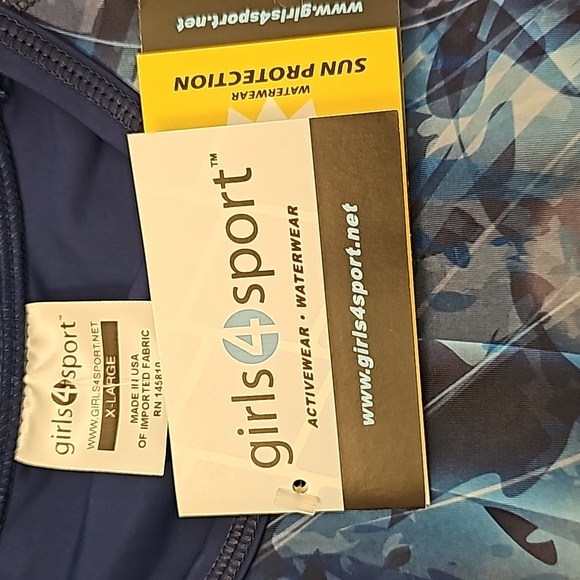 www.girls4sport.net
SUN PROTECTION
WATERWEAR
girls4sport™
ACTIVEWEAR • WATERWEAR
www.girls4sport.net
girls4sport™
WWW.GIRLS4SPORT.NET
X-LARGE
MADE IN USA
OF IMPORTED FABRIC